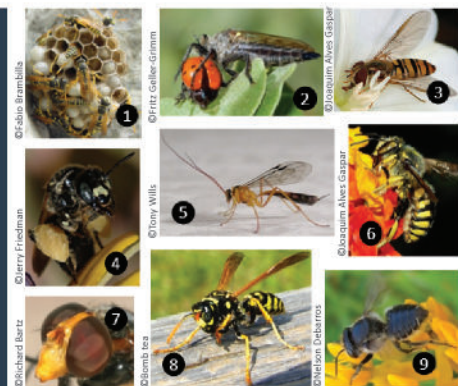 ©Fabio Brambilla
1
©Fritz Geller-Grimm
2
©Joaquim Alves Gaspar
3
©Jerry Friedman
4
©Tony Wills
5
©Joaquim Alves Gaspar
6
©Richard Bartz
7
©Bomb tea
8
©Nelson Debarros
9